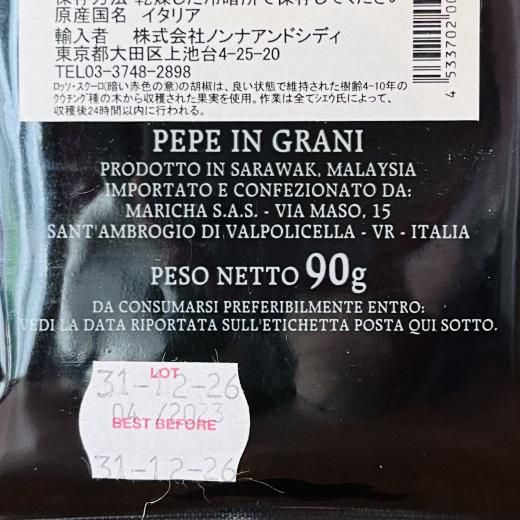 保存方法 乾燥した冷暗所で保存してください。
原産国名 イタリア
輸入者 株式会社ノンナアンドシディ
東京都大田区上池台4-25-20
TEL03-3748-2898
ロッソ・スクーロ(暗い赤色の意)の胡椒は、良い状態で維持された樹齢4-10年の
クウチング種の木から収穫された果実を使用。作業は全てシエウ氏によって、
収穫後24時間以内に行われる。
4 533702 00
PEPE IN GRANI
PRODOTTO IN SARAWAK, MALAYSIA
IMPORTATO E CONFEZIONATO DA:
MARICHA S.A.S. - VIA MASO, 15
SANT'AMBROGIO DI VALPOLICELLA - VR - ITALIA
PESO NETTO 90g
DA CONSUMARSI PREFERIBILMENTE ENTRO:
VEDI LA DATA RIPORTATA SULL'ETICHETTA POSTA QUI SOTTO.
LOT
31-12-26
04/2023
BEST BEFORE
31-12-26